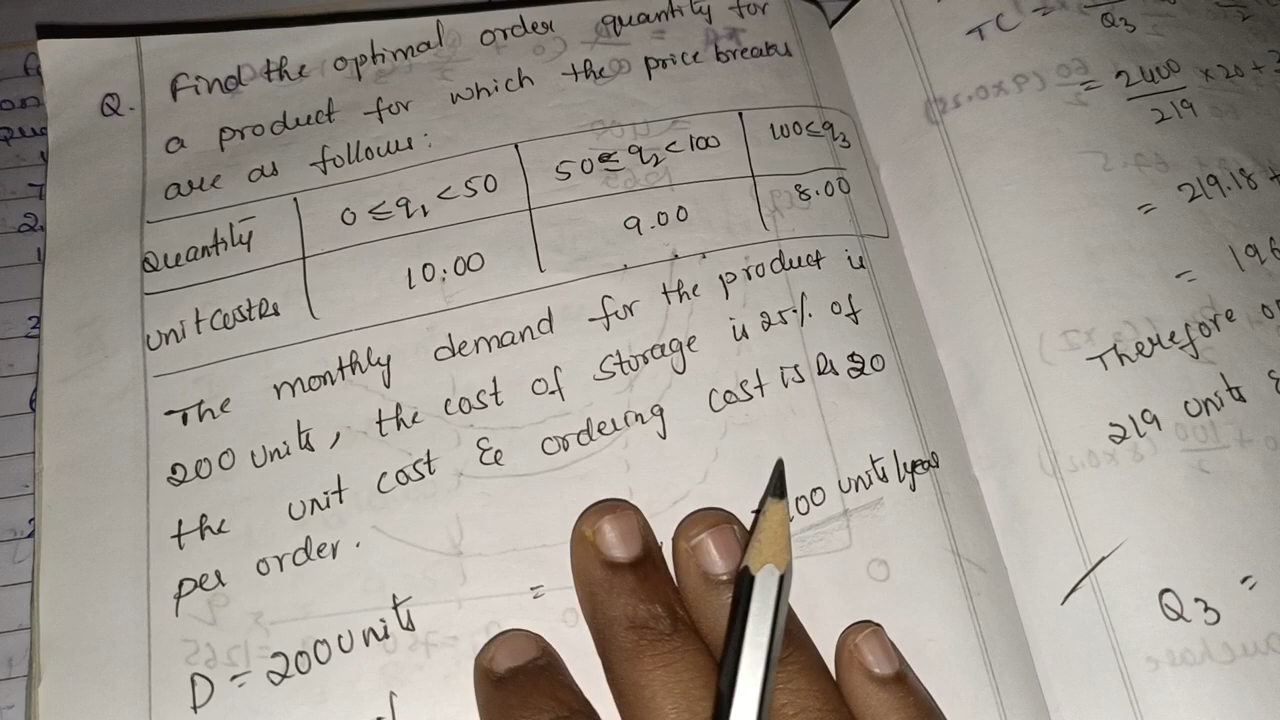 Q. Find the optimal order quantity for
a product for which the price breaks
are as follows:
Quantity | 0 ≤ q₁ < 50 | 50 ≤ q₂ < 100 | 100 ≤ q₃
Unit Cost Rs | 10.00 | 9.00 | 8.00
The monthly demand for the product is
200 units, the cost of storage is 25% of
the unit cost & ordering cost is Rs 20
per order.
D = 200 units =
00 units/year
TC =
Q3
= 2400/219 × 20 +
= 219.18 +
= 196
Therefore
219 units &
Q3 =